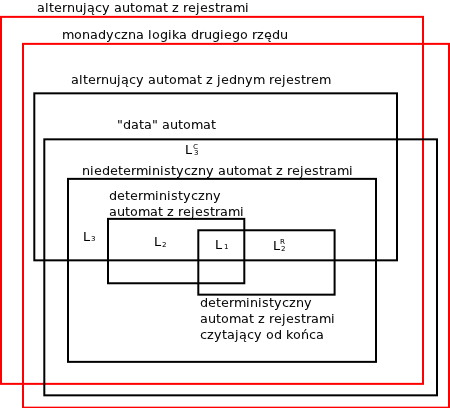 alternujący automat z rejestrami
monadyczna logika drugiego rzędu
alternujący automat z jednym rejestrem
"data" automat
L₃ᶜ
niedeterministyczny automat z rejestrami
deterministyczny
automat z rejestrami
L₃ L₂ L₁ L₂ᴿ
deterministyczny
automat z rejestrami
czytający od końca